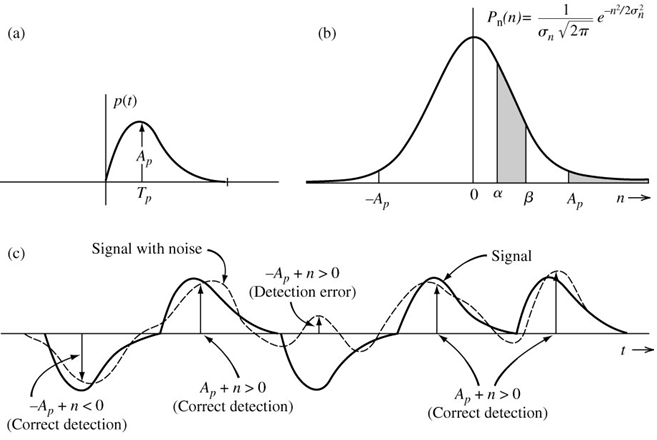 (a)
p(t)
A_p
T_p
(b)
P_n(n)= 1/(σ_n √2π) e^{−n²/2σ_n²}
−A_p
0
α
β
A_p
n
(c)
Signal with noise
−A_p + n > 0
(Detection error)
Signal
t
−A_p + n < 0
(Correct detection)
A_p + n > 0
(Correct detection)
A_p + n > 0
(Correct detection)